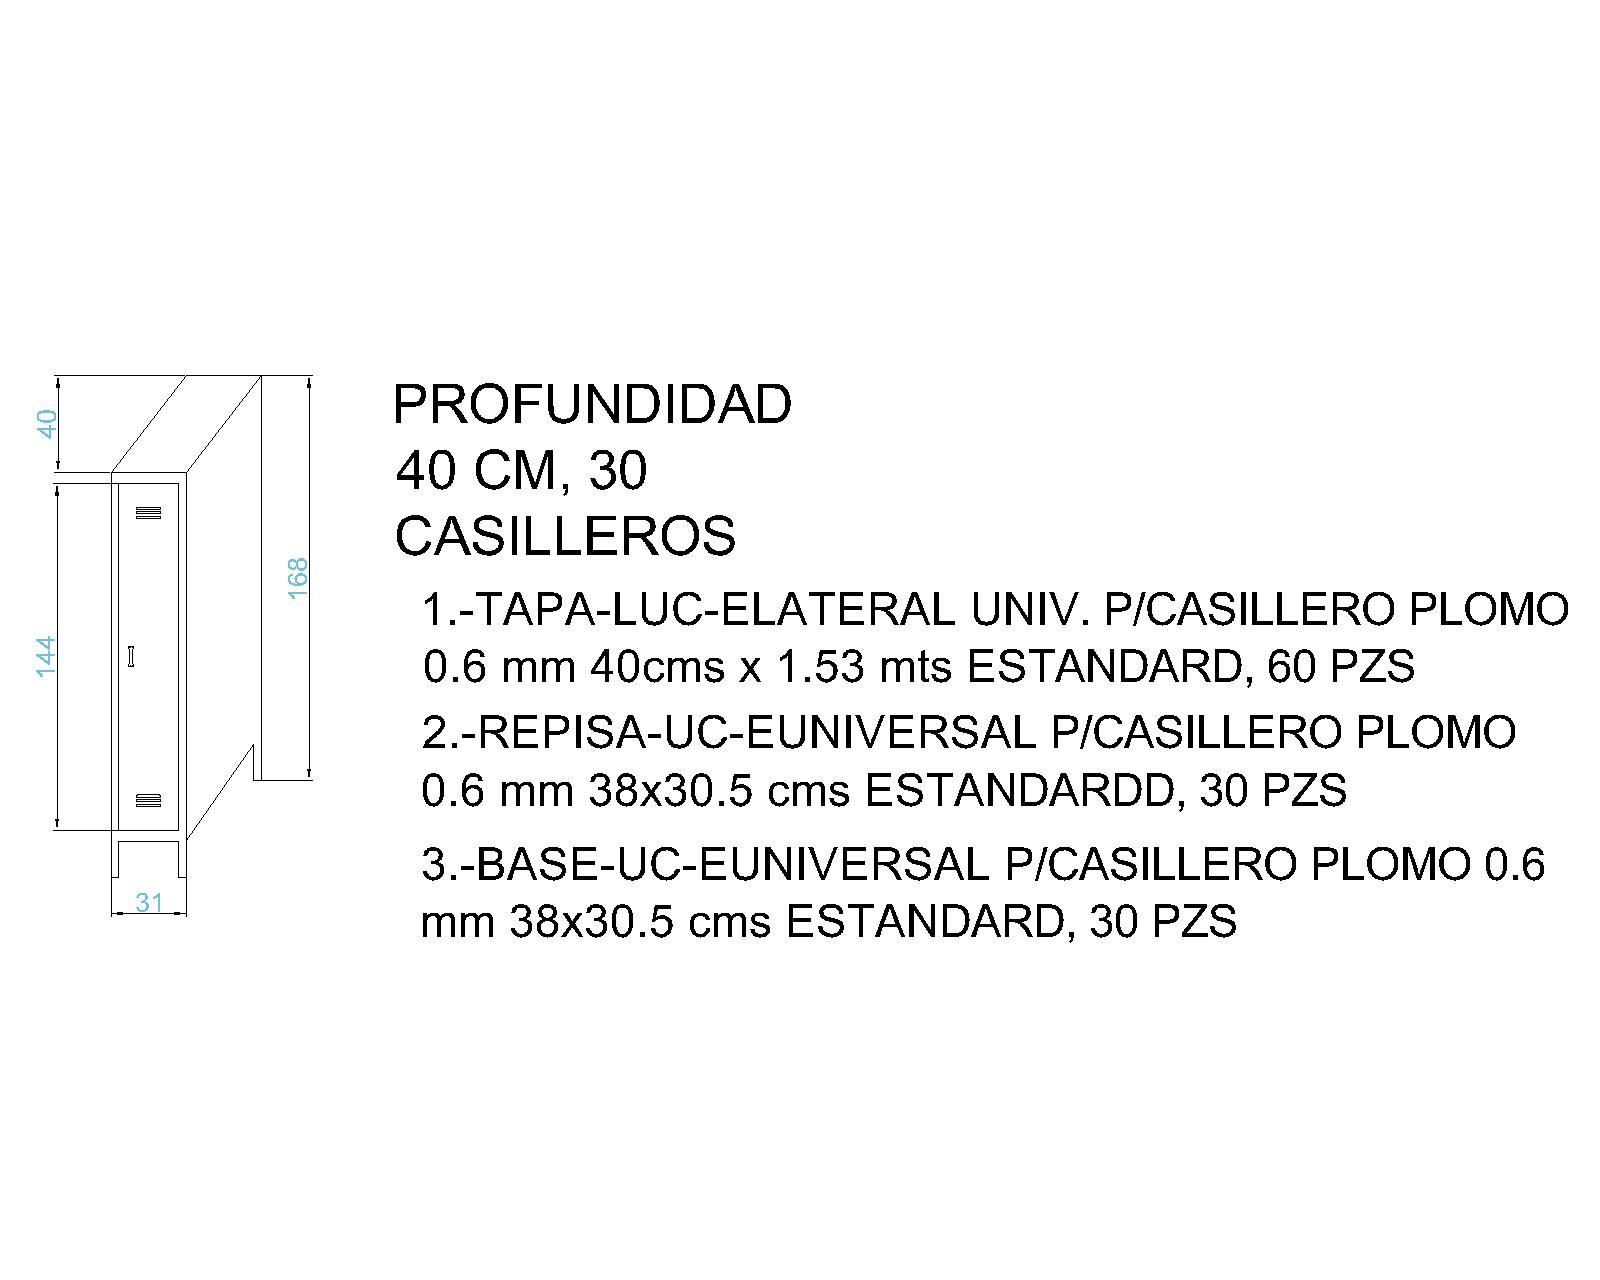 40
144
168
31
PROFUNDIDAD
40 CM, 30
CASILLEROS
1.-TAPA-LUC-ELATERAL UNIV. P/CASILLERO PLOMO
0.6 mm 40cms x 1.53 mts ESTANDARD, 60 PZS
2.-REPISA-UC-EUNIVERSAL P/CASILLERO PLOMO
0.6 mm 38x30.5 cms ESTANDARDD, 30 PZS
3.-BASE-UC-EUNIVERSAL P/CASILLERO PLOMO 0.6
mm 38x30.5 cms ESTANDARD, 30 PZS